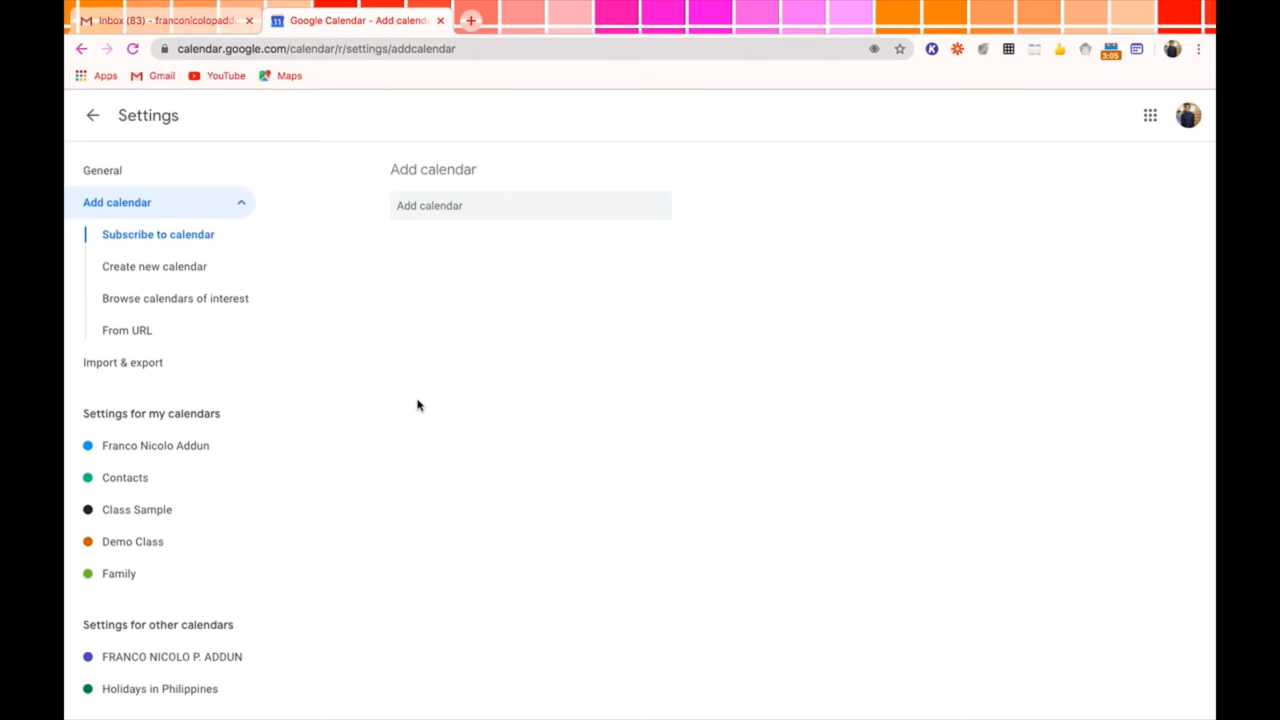 Inbox (83) - franconicolopadd
Google Calendar - Add calend
calendar.google.com/calendar/r/settings/addcalendar
3:05
Apps
Gmail
YouTube
Maps
Settings
General
Add calendar
Subscribe to calendar
Create new calendar
Browse calendars of interest
From URL
Import & export
Settings for my calendars
Franco Nicolo Addun
Contacts
Class Sample
Demo Class
Family
Settings for other calendars
FRANCO NICOLO P. ADDUN
Holidays in Philippines
Add calendar
Add calendar